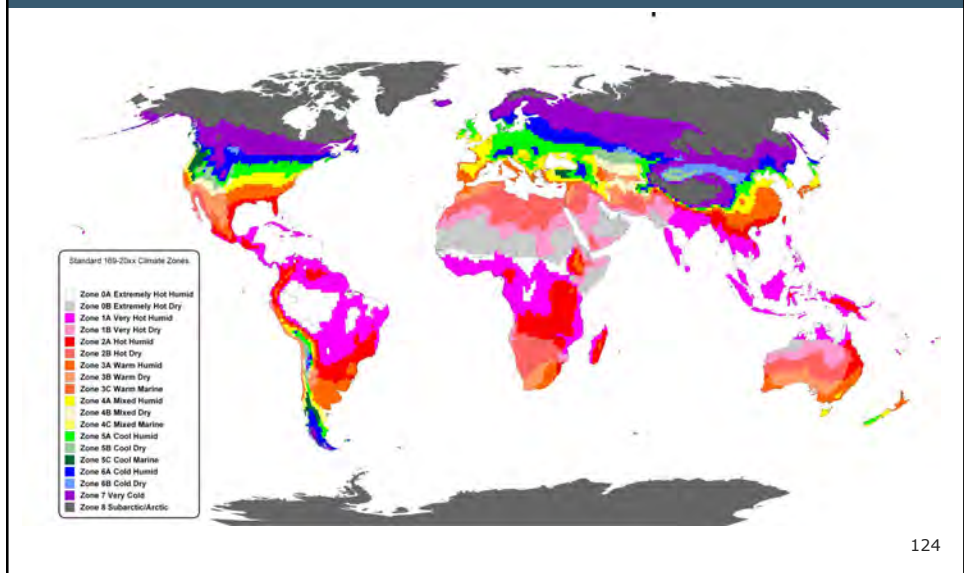 Standard 169-20xx Climate Zones
Zone 0A Extremely Hot Humid
Zone 0B Extremely Hot Dry
Zone 1A Very Hot Humid
Zone 1B Very Hot Dry
Zone 2A Hot Humid
Zone 2B Hot Dry
Zone 3A Warm Humid
Zone 3B Warm Dry
Zone 3C Warm Marine
Zone 4A Mixed Humid
Zone 4B Mixed Dry
Zone 4C Mixed Marine
Zone 5A Cool Humid
Zone 5B Cool Dry
Zone 5C Cool Marine
Zone 6A Cold Humid
Zone 6B Cold Dry
Zone 7 Very Cold
Zone 8 Subarctic/Arctic
124